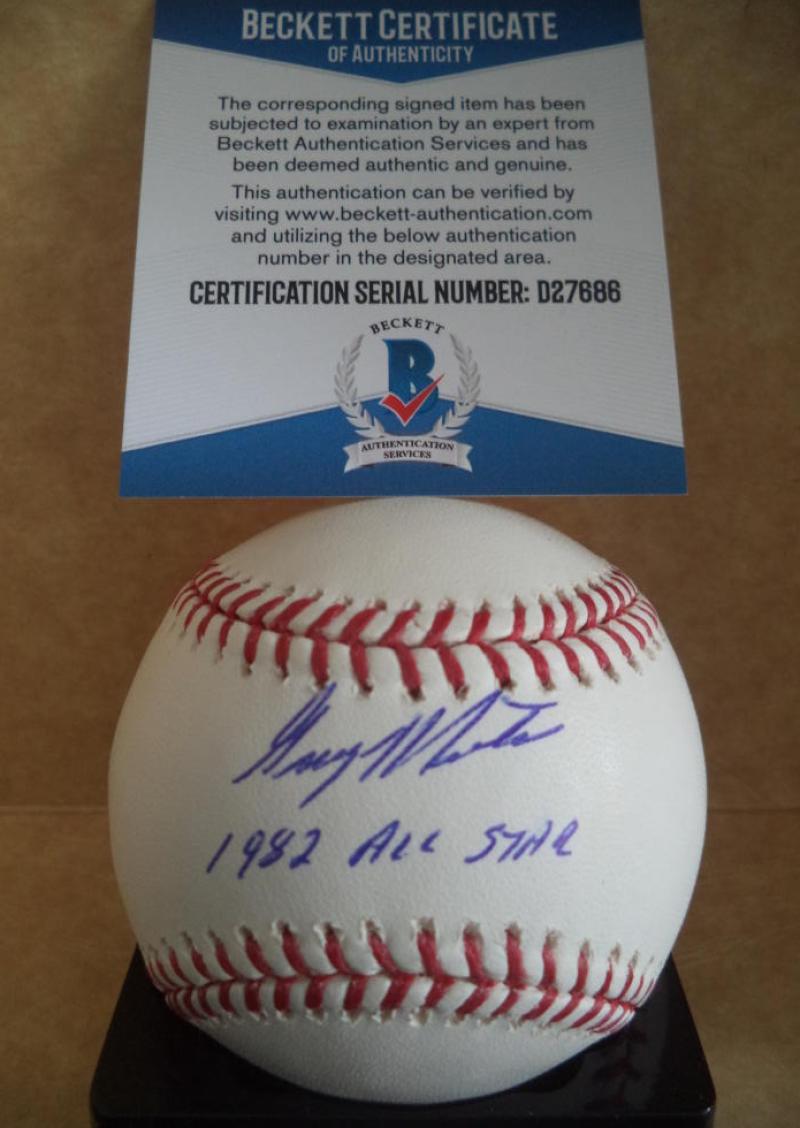 BECKETT CERTIFICATE
OF AUTHENTICITY
The corresponding signed item has been
subjected to examination by an expert from
Beckett Authentication Services and has
been deemed authentic and genuine.
This authentication can be verified by
visiting www.beckett-authentication.com
and utilizing the below authentication
number in the designated area.
CERTIFICATION SERIAL NUMBER: D27686
BECKETT
B
AUTHENTICATION
SERVICES
1982 ALL STAR